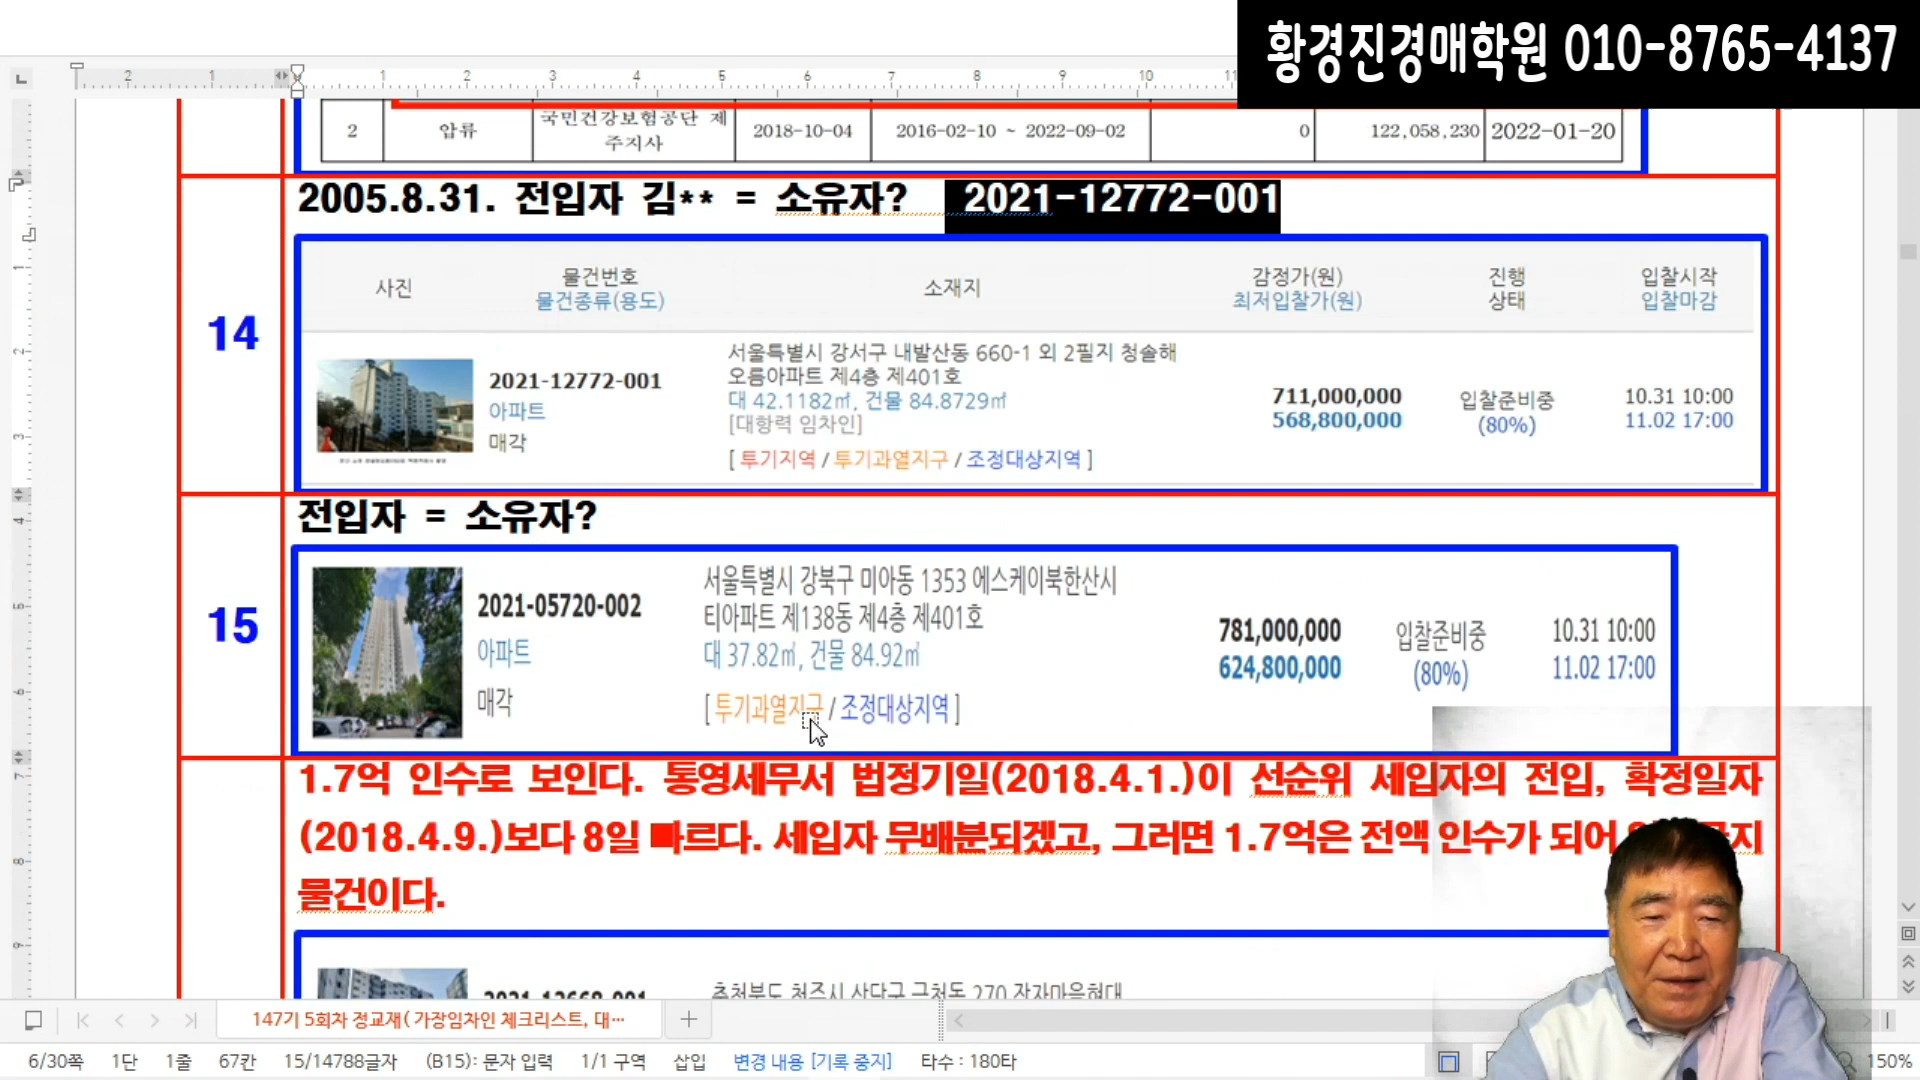 황경진경매학원 010-8765-4137
2 1 1 2 3 4 5 6 7 8 9 10 11
2 압류 국민건강보험공단 제주지사 2018-10-04 2016-02-10 ~ 2022-09-02 0 122,058,230 2022-01-20
2005.8.31. 전입자 김** = 소유자? 2021-12772-001
14
사진 물건번호 소재지 감정가(원) 진행 입찰시작
물건종류(용도) 최저입찰가(원) 상태 입찰마감
서울특별시 강서구 내발산동 660-1 외 2필지 청솔해
2021-12772-001 오름아파트 제4층 제401호
아파트 대 42.1182㎡, 건물 84.8729㎡ 711,000,000 입찰준비중 10.31 10:00
매각 [대항력 임차인] 568,800,000 (80%) 11.02 17:00
[ 투기지역 / 투기과열지구 / 조정대상지역 ]
전입자 = 소유자?
15
서울특별시 강북구 미아동 1353 에스케이북한산시
2021-05720-002 티아파트 제138동 제4층 제401호 781,000,000 입찰준비중 10.31 10:00
아파트 대 37.82㎡, 건물 84.92㎡ 624,800,000 (80%) 11.02 17:00
매각 [ 투기과열지구 / 조정대상지역 ]
1.7억 인수로 보인다. 통영세무서 법정기일(2018.4.1.)이 선순위 세입자의 전입, 확정일자
(2018.4.9.)보다 8일 빠르다. 세입자 무배분되겠고, 그러면 1.7억은 전액 인수가 되어
물건이다.
147기 5회차 정교재( 가장임차인 체크리스트, 대…
6/30쪽 1단 1줄 67칸 15/14788글자 (B15): 문자 입력 1/1 구역 삽입 변경 내용 [기록 중지] 타수 : 180타 150%